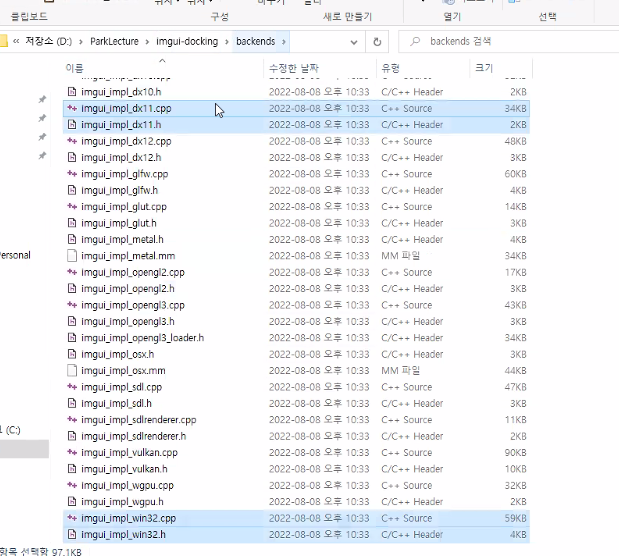 클립보드 구성 새로 만들기 열기 선택
« 저장소 (D:) > ParkLecture > imgui-docking > backends > backends 검색
이름 수정한 날짜 유형 크기
imgui_impl_dx10.h 2022-08-08 오후 10:33 C/C++ Header 2KB
imgui_impl_dx11.cpp 2022-08-08 오후 10:33 C++ Source 34KB
imgui_impl_dx11.h 2022-08-08 오후 10:33 C/C++ Header 2KB
imgui_impl_dx12.cpp 2022-08-08 오후 10:33 C++ Source 48KB
imgui_impl_dx12.h 2022-08-08 오후 10:33 C/C++ Header 3KB
imgui_impl_glfw.cpp 2022-08-08 오후 10:33 C++ Source 60KB
imgui_impl_glfw.h 2022-08-08 오후 10:33 C/C++ Header 4KB
imgui_impl_glut.cpp 2022-08-08 오후 10:33 C++ Source 14KB
imgui_impl_glut.h 2022-08-08 오후 10:33 C/C++ Header 3KB
imgui_impl_metal.h 2022-08-08 오후 10:33 C/C++ Header 4KB
ersonal imgui_impl_metal.mm 2022-08-08 오후 10:33 MM 파일 34KB
imgui_impl_opengl2.cpp 2022-08-08 오후 10:33 C++ Source 17KB
imgui_impl_opengl2.h 2022-08-08 오후 10:33 C/C++ Header 3KB
imgui_impl_opengl3.cpp 2022-08-08 오후 10:33 C++ Source 43KB
imgui_impl_opengl3.h 2022-08-08 오후 10:33 C/C++ Header 3KB
imgui_impl_opengl3_loader.h 2022-08-08 오후 10:33 C/C++ Header 34KB
imgui_impl_osx.h 2022-08-08 오후 10:33 C/C++ Header 3KB
imgui_impl_osx.mm 2022-08-08 오후 10:33 MM 파일 44KB
imgui_impl_sdl.cpp 2022-08-08 오후 10:33 C++ Source 47KB
imgui_impl_sdl.h 2022-08-08 오후 10:33 C/C++ Header 3KB
imgui_impl_sdlrenderer.cpp 2022-08-08 오후 10:33 C++ Source 11KB
(C:) imgui_impl_sdlrenderer.h 2022-08-08 오후 10:33 C/C++ Header 2KB
imgui_impl_vulkan.cpp 2022-08-08 오후 10:33 C++ Source 90KB
imgui_impl_vulkan.h 2022-08-08 오후 10:33 C/C++ Header 10KB
imgui_impl_wgpu.cpp 2022-08-08 오후 10:33 C++ Source 32KB
imgui_impl_wgpu.h 2022-08-08 오후 10:33 C/C++ Header 2KB
imgui_impl_win32.cpp 2022-08-08 오후 10:33 C++ Source 59KB
imgui_impl_win32.h 2022-08-08 오후 10:33 C/C++ Header 4KB
항목 선택함 97.1KB